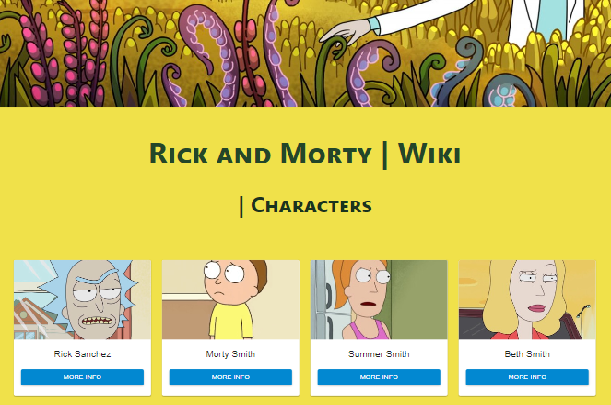 Rick and Morty | Wiki
| Characters
Rick Sanchez
Morty Smith
Summer Smith
Beth Smith
MORE INFO
MORE INFO
MORE INFO
MORE INFO